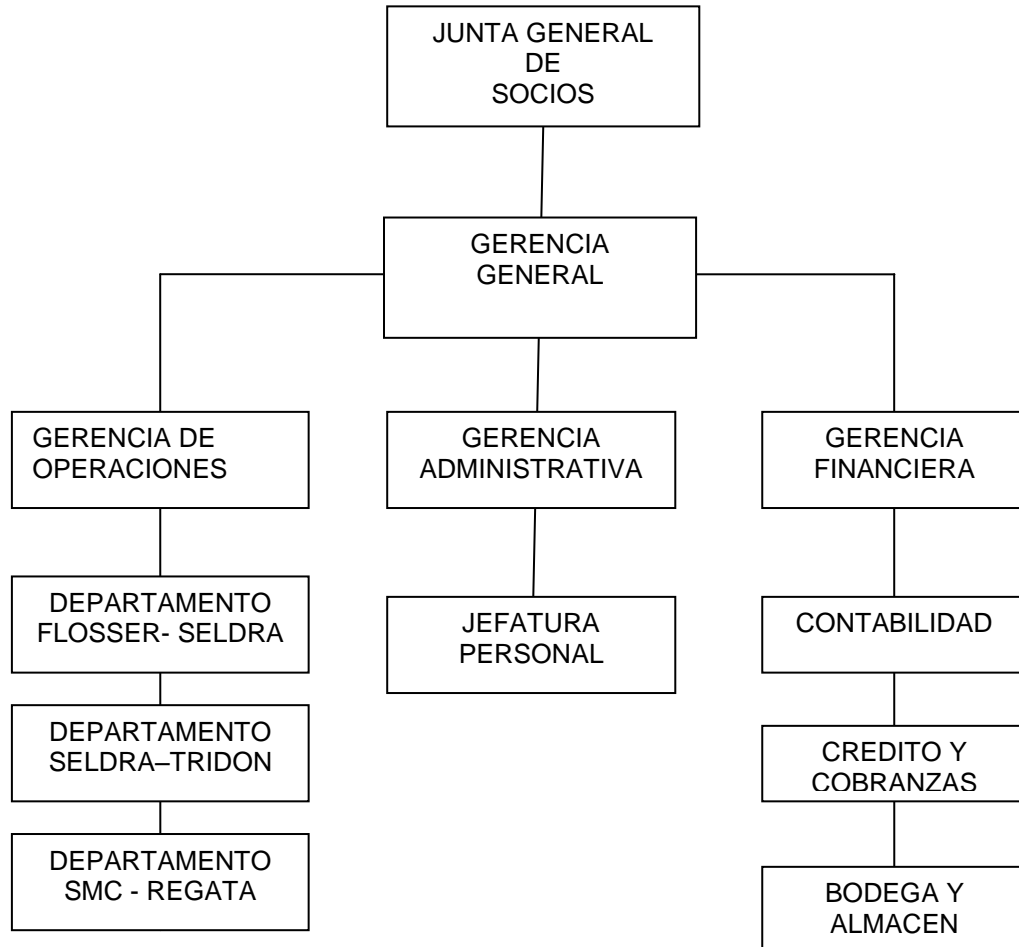 JUNTA GENERAL
DE
SOCIOS
GERENCIA
GENERAL
GERENCIA DE
OPERACIONES
GERENCIA
ADMINISTRATIVA
GERENCIA
FINANCIERA
DEPARTAMENTO
FLOSSER- SELDRA
JEFATURA
PERSONAL
CONTABILIDAD
DEPARTAMENTO
SELDRA–TRIDON
CREDITO Y
COBRANZAS
DEPARTAMENTO
SMC - REGATA
BODEGA Y
ALMACEN